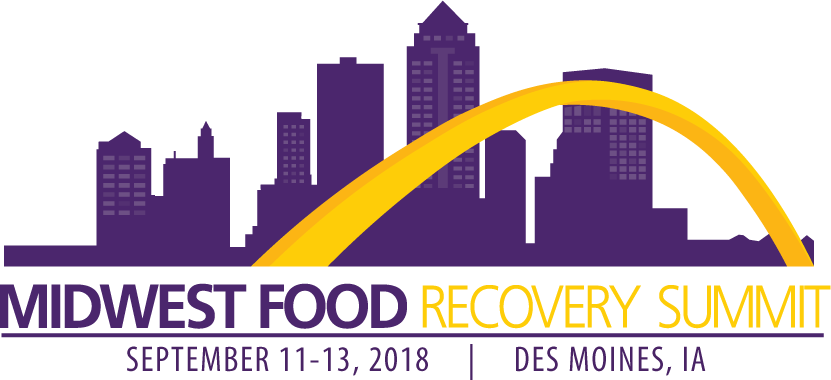 MIDWEST FOOD RECOVERY SUMMIT
SEPTEMBER 11-13, 2018 | DES MOINES, IA